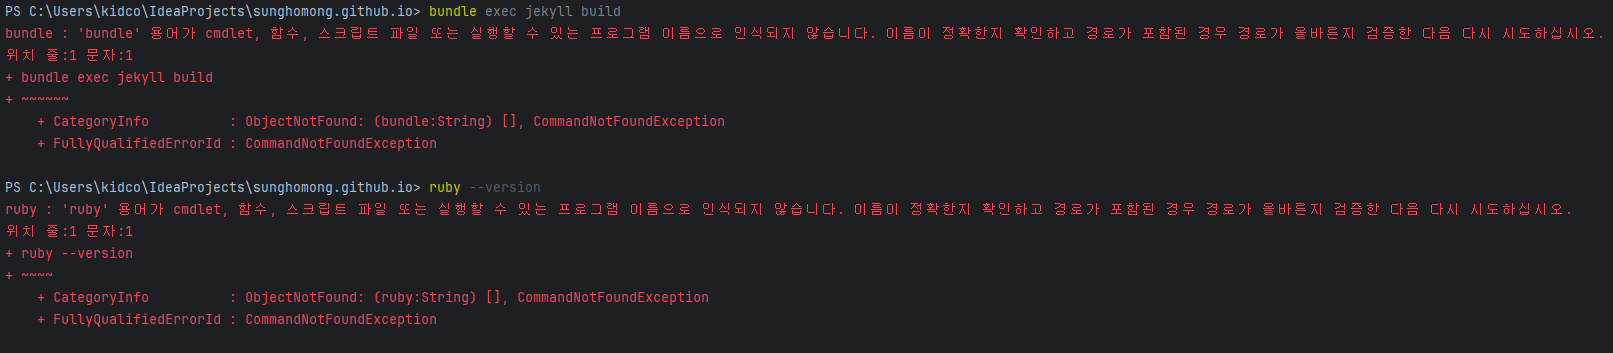 PS C:\Users\kidco\IdeaProjects\sunghomong.github.io> bundle exec jekyll build
bundle : 'bundle' 용어가 cmdlet, 함수, 스크립트 파일 또는 실행할 수 있는 프로그램 이름으로 인식되지 않습니다. 이름이 정확한지 확인하고 경로가 포함된 경우 경로가 올바른지 검증한 다음 다시 시도하십시오.
위치 줄:1 문자:1
+ bundle exec jekyll build
+ ~~~~~~
    + CategoryInfo          : ObjectNotFound: (bundle:String) [], CommandNotFoundException
    + FullyQualifiedErrorId : CommandNotFoundException

PS C:\Users\kidco\IdeaProjects\sunghomong.github.io> ruby --version
ruby : 'ruby' 용어가 cmdlet, 함수, 스크립트 파일 또는 실행할 수 있는 프로그램 이름으로 인식되지 않습니다. 이름이 정확한지 확인하고 경로가 포함된 경우 경로가 올바른지 검증한 다음 다시 시도하십시오.
위치 줄:1 문자:1
+ ruby --version
+ ~~~~
    + CategoryInfo          : ObjectNotFound: (ruby:String) [], CommandNotFoundException
    + FullyQualifiedErrorId : CommandNotFoundException